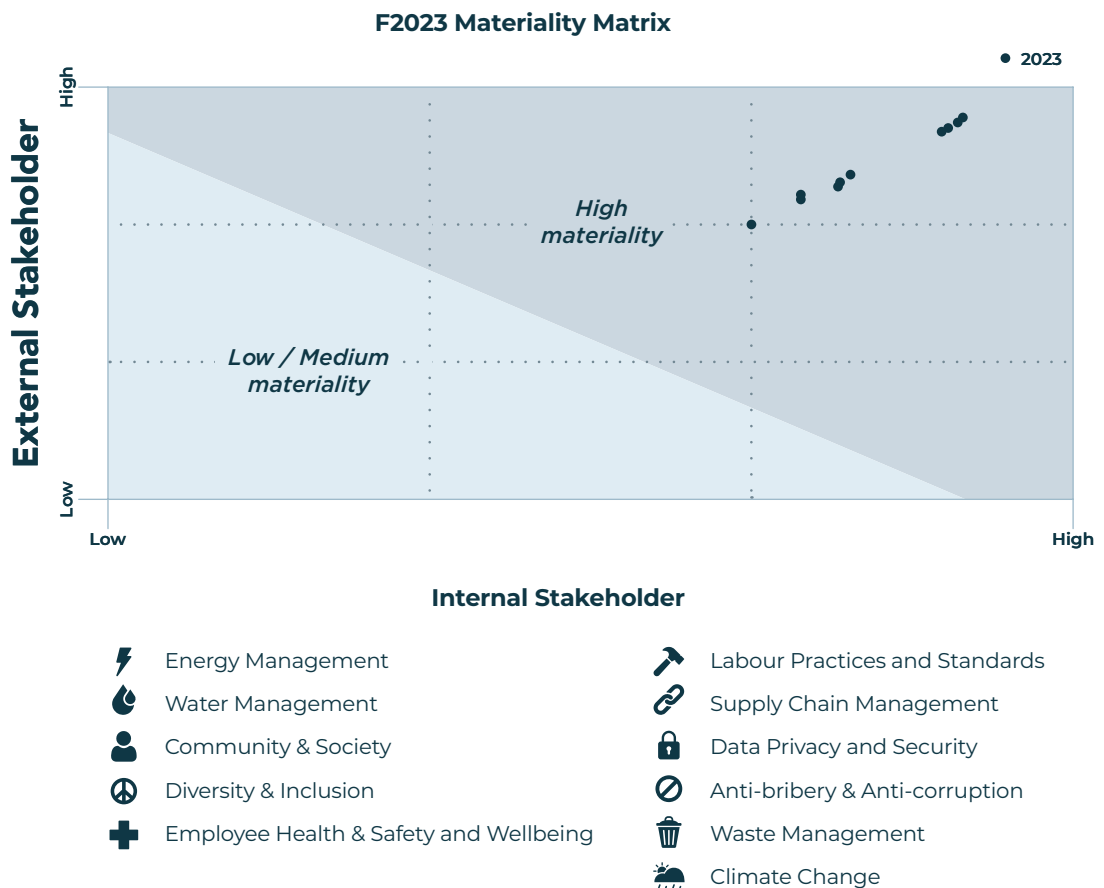 F2023 Materiality Matrix
2023
High
External Stakeholder
High
materiality
Low / Medium
materiality
Low
Low
High
Internal Stakeholder
Energy Management
Water Management
Community & Society
Diversity & Inclusion
Employee Health & Safety and Wellbeing
Labour Practices and Standards
Supply Chain Management
Data Privacy and Security
Anti-bribery & Anti-corruption
Waste Management
Climate Change